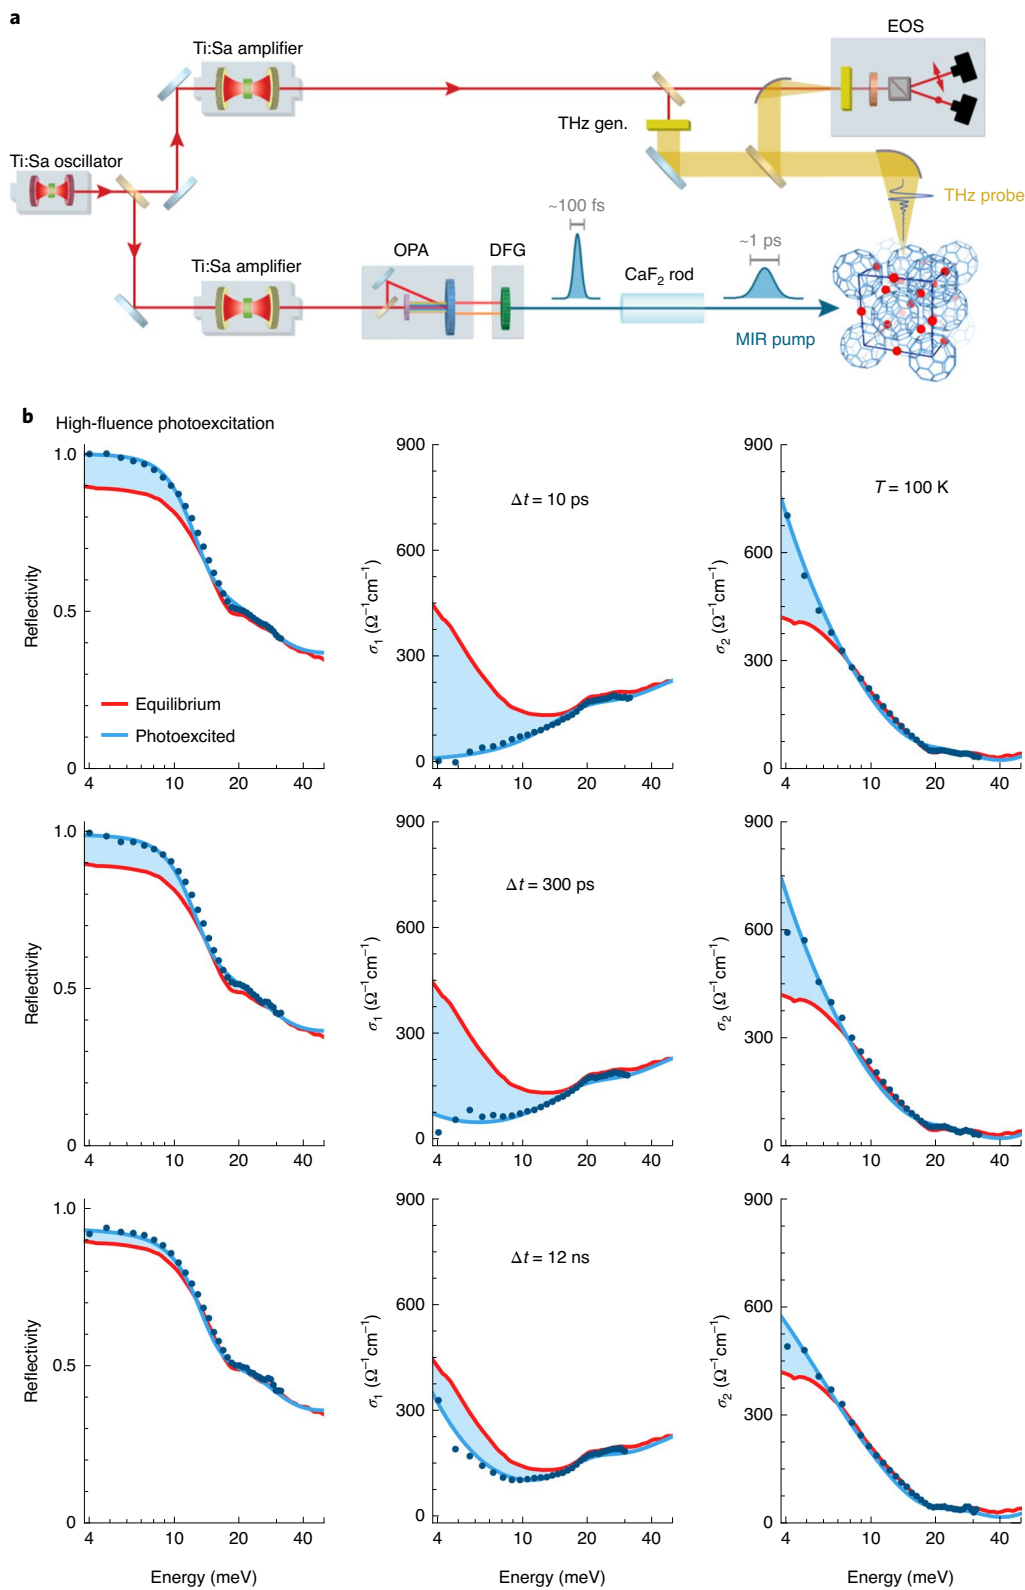 a
EOS
Ti:Sa amplifier
THz gen.
Ti:Sa oscillator
THz probe
~100 fs
~1 ps
Ti:Sa amplifier
OPA
DFG
CaF₂ rod
MIR pump
b
High-fluence photoexcitation
1.0
0.5
0
Reflectivity
Equilibrium
Photoexcited
4 10 20 40
900
600
300
0
σ₁ (Ω⁻¹cm⁻¹)
Δt = 10 ps
4 10 20 40
900
600
300
0
σ₂ (Ω⁻¹cm⁻¹)
T = 100 K
4 10 20 40
1.0
0.5
0
Reflectivity
4 10 20 40
900
600
300
0
σ₁ (Ω⁻¹cm⁻¹)
Δt = 300 ps
4 10 20 40
900
600
300
0
σ₂ (Ω⁻¹cm⁻¹)
4 10 20 40
1.0
0.5
0
Reflectivity
4 10 20 40
Energy (meV)
900
600
300
0
σ₁ (Ω⁻¹cm⁻¹)
Δt = 12 ns
4 10 20 40
Energy (meV)
900
600
300
0
σ₂ (Ω⁻¹cm⁻¹)
4 10 20 40
Energy (meV)